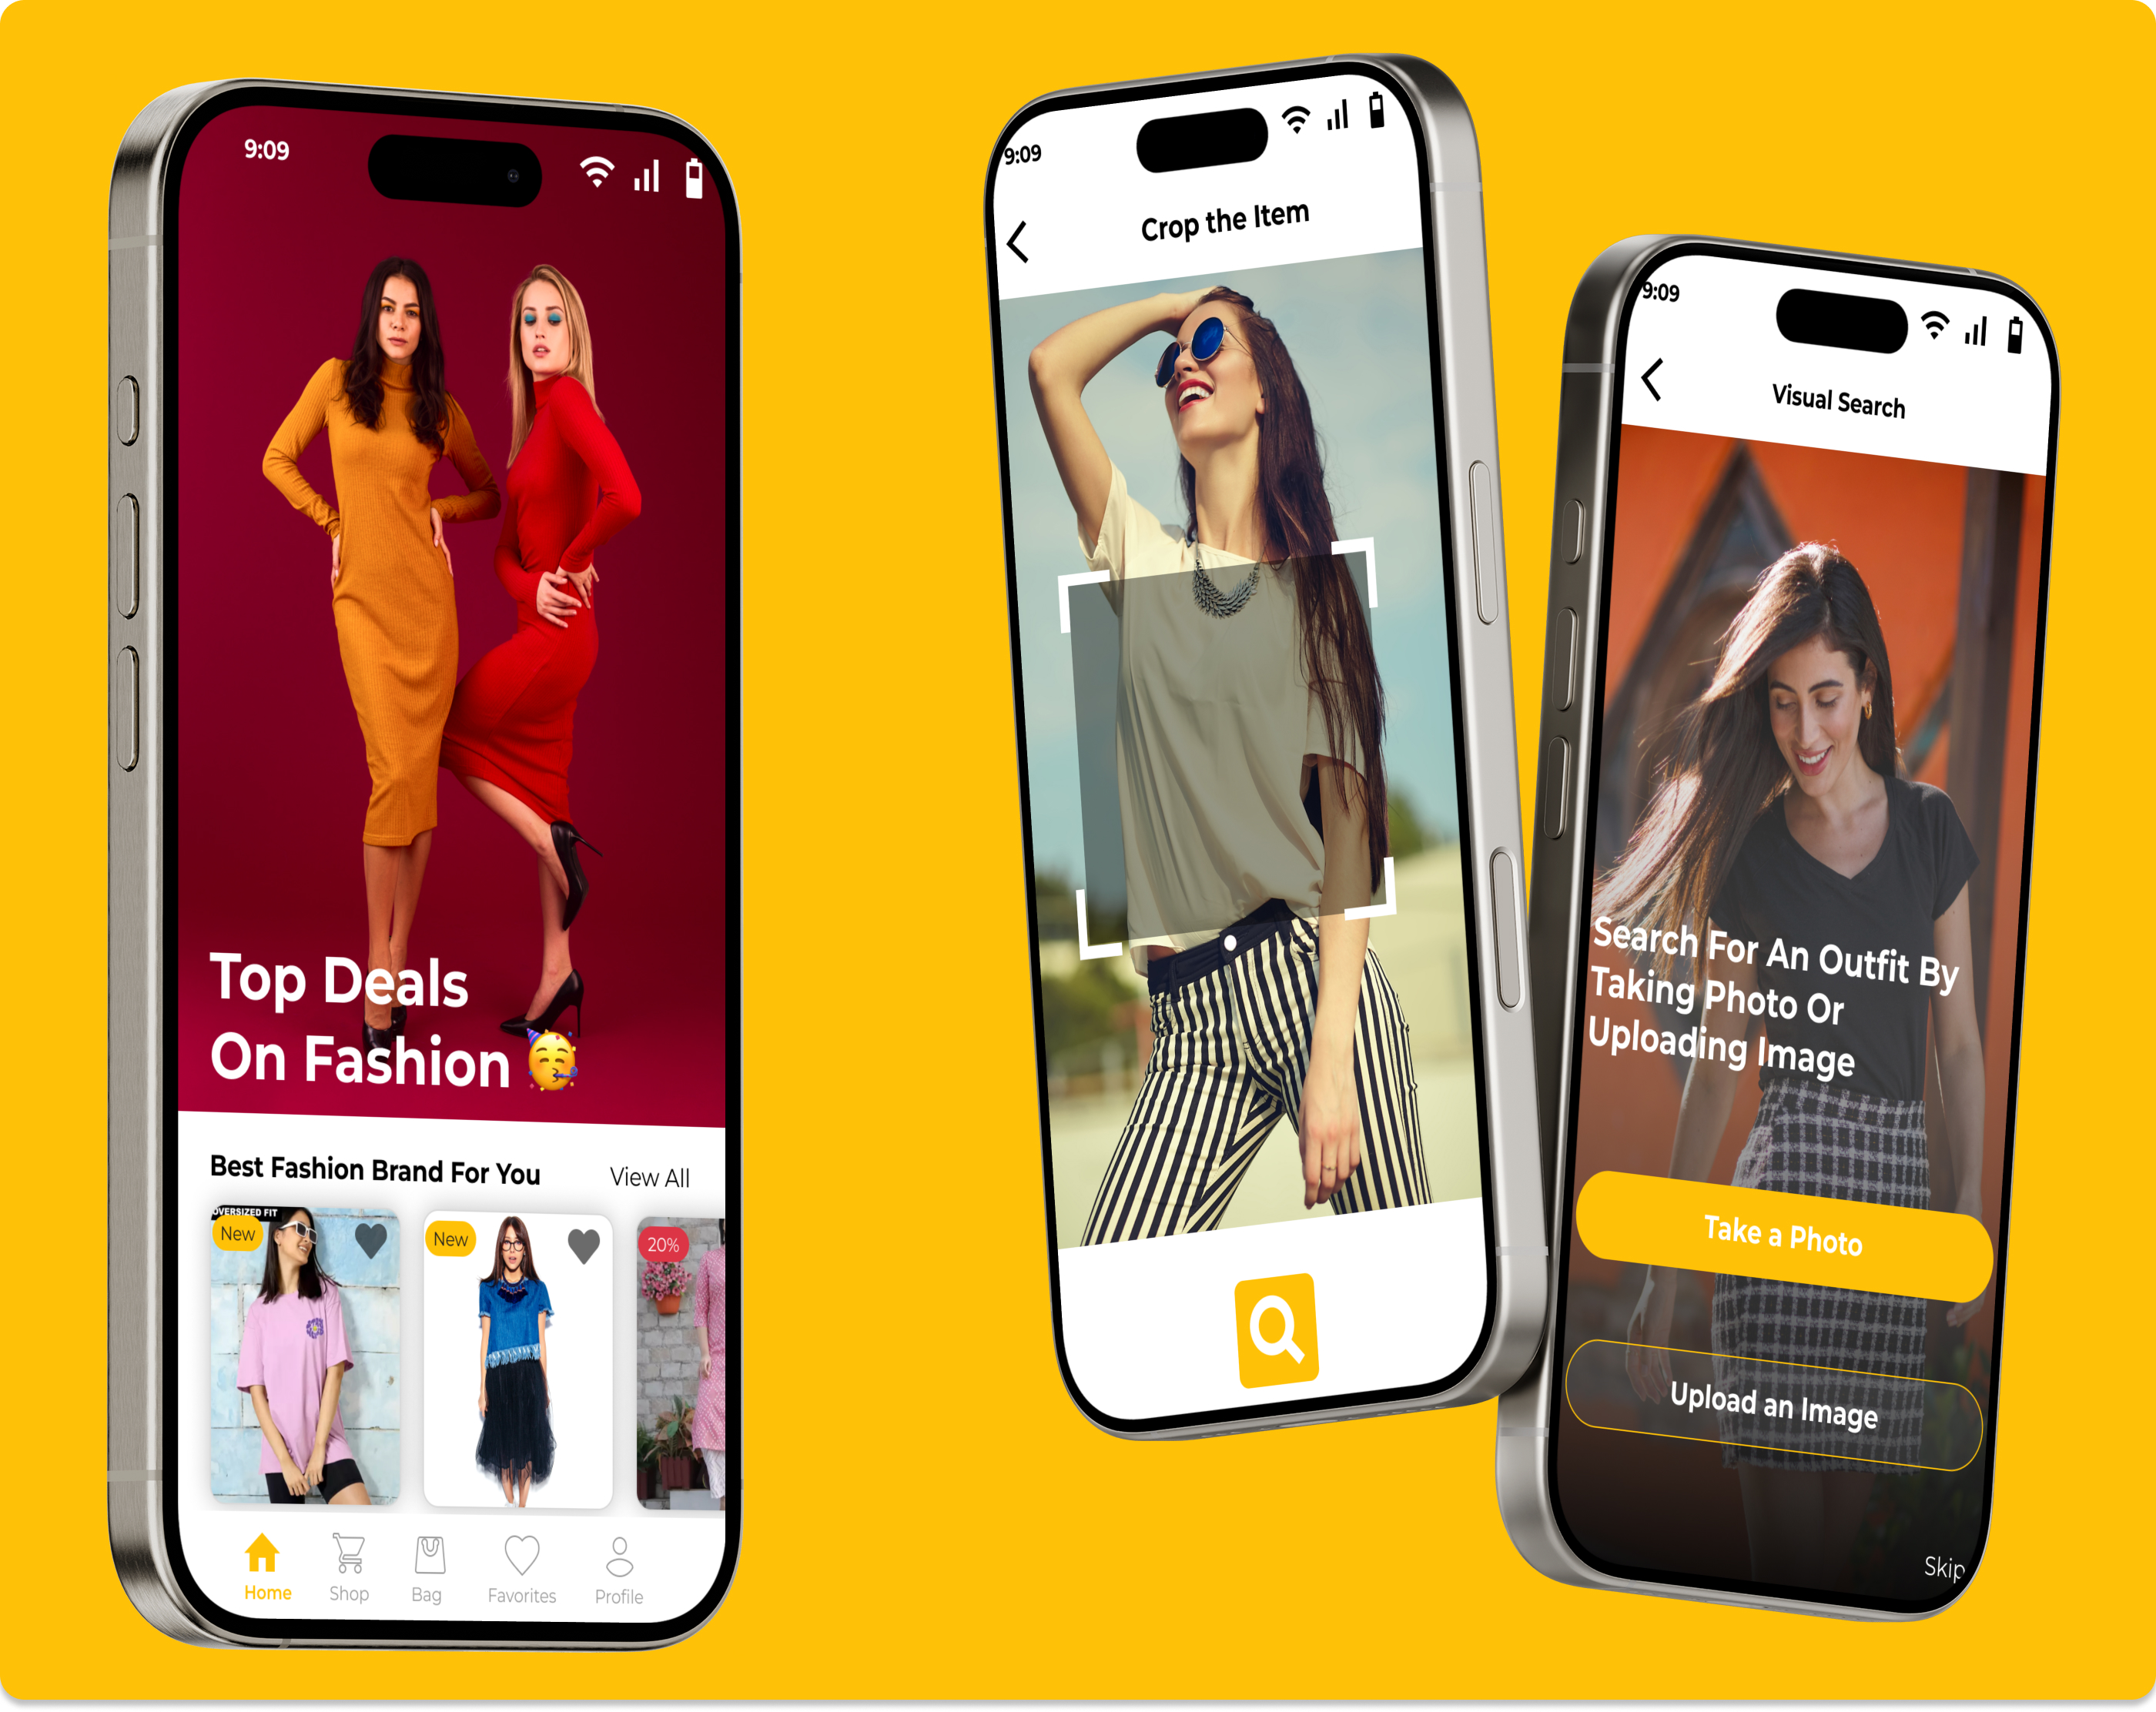 9:09
Top Deals
On Fashion 🥳
Best Fashion Brand For You
View All
OVERSIZED FIT
New
New
20%
Home
Shop
Bag
Favorites
Profile
9:09
Crop the Item
9:09
Visual Search
Search For An Outfit By
Taking Photo Or
Uploading Image
Take a Photo
Upload an Image
Skip